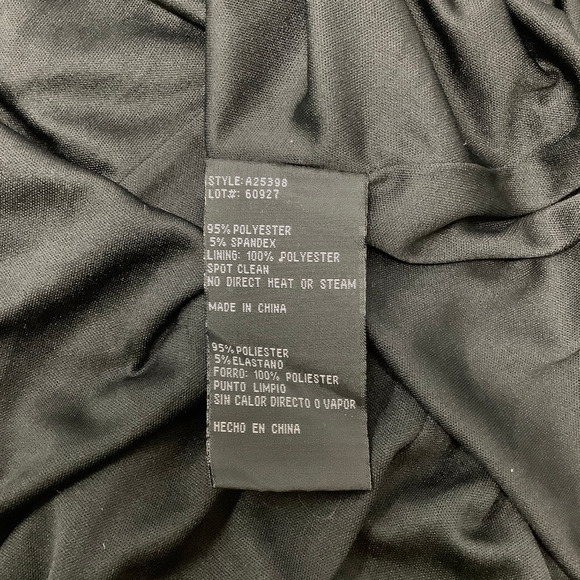 STYLE: A25398
LOT#: 60927
95% POLYESTER
5% SPANDEX
LINING: 100% POLYESTER
SPOT CLEAN
NO DIRECT HEAT OR STEAM
MADE IN CHINA
95% POLIESTER
5% ELASTANO
FORRO: 100% POLIESTER
PUNTO LIMPIO
SIN CALOR DIRECTO O VAPOR
HECHO EN CHINA